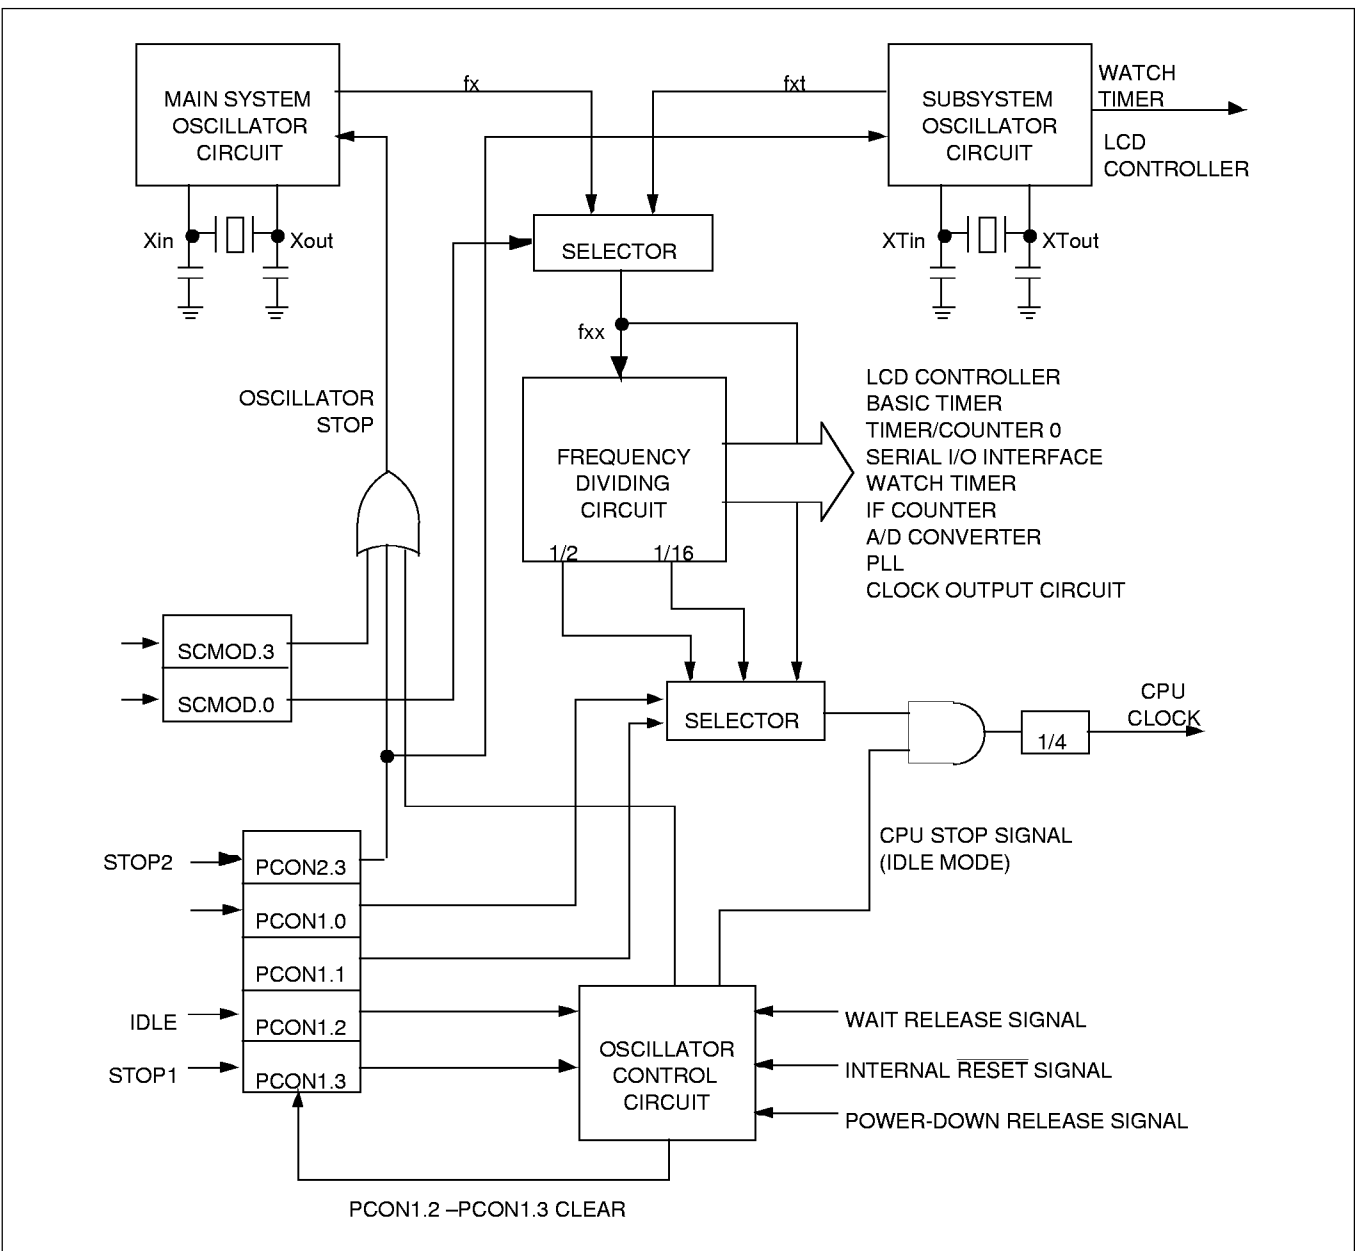 MAIN SYSTEM
OSCILLATOR
CIRCUIT
fx
fxt
SUBSYSTEM
OSCILLATOR
CIRCUIT
WATCH
TIMER
LCD
CONTROLLER
Xin
Xout
SELECTOR
XTin
XTout
fxx
OSCILLATOR
STOP
FREQUENCY
DIVIDING
CIRCUIT
1/2
1/16
LCD CONTROLLER
BASIC TIMER
TIMER/COUNTER 0
SERIAL I/O INTERFACE
WATCH TIMER
IF COUNTER
A/D CONVERTER
PLL
CLOCK OUTPUT CIRCUIT
SCMOD.3
SCMOD.0
SELECTOR
CPU
CLOCK
1/4
CPU STOP SIGNAL
(IDLE MODE)
STOP2
PCON2.3
PCON1.0
PCON1.1
IDLE
PCON1.2
STOP1
PCON1.3
OSCILLATOR
CONTROL
CIRCUIT
WAIT RELEASE SIGNAL
INTERNAL RESET SIGNAL
POWER-DOWN RELEASE SIGNAL
PCON1.2 –PCON1.3 CLEAR